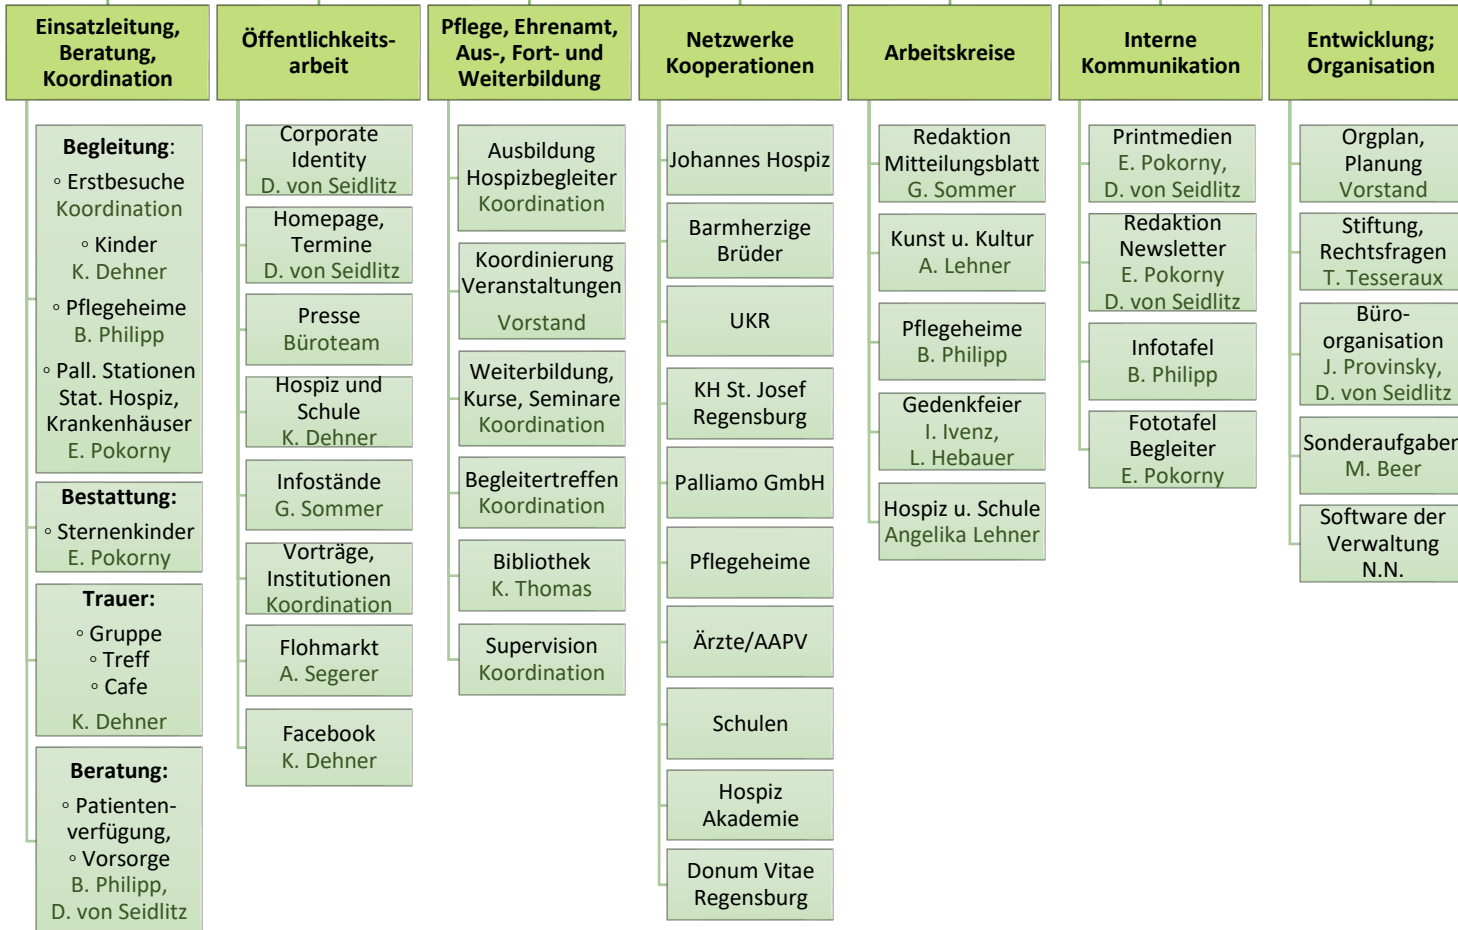 Einsatzleitung,
Beratung,
Koordination
Begleitung:
◦ Erstbesuche
Koordination
◦ Kinder
K. Dehner
◦ Pflegeheime
B. Philipp
◦ Pall. Stationen
Stat. Hospiz,
Krankenhäuser
E. Pokorny
Bestattung:
◦ Sternenkinder
E. Pokorny
Trauer:
◦ Gruppe
◦ Treff
◦ Cafe
K. Dehner
Beratung:
◦ Patienten-
verfügung,
◦ Vorsorge
B. Philipp,
D. von Seidlitz
Öffentlichkeits-
arbeit
Corporate
Identity
D. von Seidlitz
Homepage,
Termine
D. von Seidlitz
Presse
Büroteam
Hospiz und
Schule
K. Dehner
Infostände
G. Sommer
Vorträge,
Institutionen
Koordination
Flohmarkt
A. Segerer
Facebook
K. Dehner
Pflege, Ehrenamt,
Aus-, Fort- und
Weiterbildung
Ausbildung
Hospizbegleiter
Koordination
Koordinierung
Veranstaltungen
Vorstand
Weiterbildung,
Kurse, Seminare
Koordination
Begleitertreffen
Koordination
Bibliothek
K. Thomas
Supervision
Koordination
Netzwerke
Kooperationen
Johannes Hospiz
Barmherzige
Brüder
UKR
KH St. Josef
Regensburg
Palliamo GmbH
Pflegeheime
Ärzte/AAPV
Schulen
Hospiz
Akademie
Donum Vitae
Regensburg
Arbeitskreise
Redaktion
Mitteilungsblatt
G. Sommer
Kunst u. Kultur
A. Lehner
Pflegeheime
B. Philipp
Gedenkfeier
I. Ivenz,
L. Hebauer
Hospiz u. Schule
Angelika Lehner
Interne
Kommunikation
Printmedien
E. Pokorny,
D. von Seidlitz
Redaktion
Newsletter
E. Pokorny
D. von Seidlitz
Infotafel
B. Philipp
Fototafel
Begleiter
E. Pokorny
Entwicklung;
Organisation
Orgplan,
Planung
Vorstand
Stiftung,
Rechtsfragen
T. Tesseraux
Büro-
organisation
J. Provinsky,
D. von Seidlitz
Sonderaufgaben
M. Beer
Software der
Verwaltung
N.N.